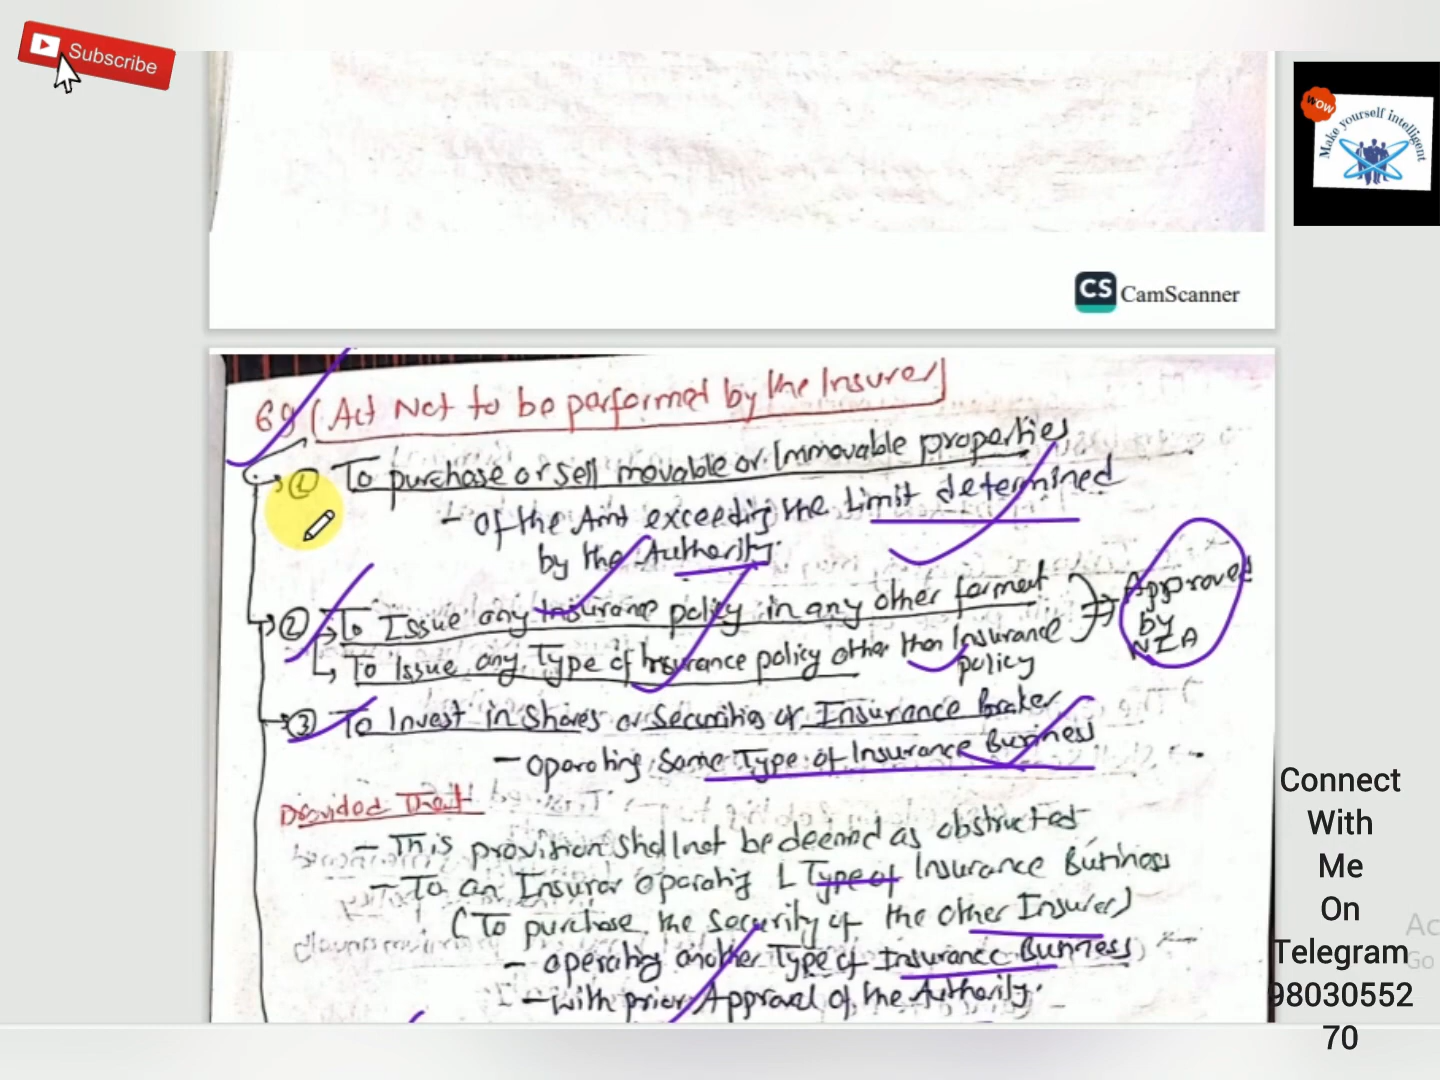 Subscribe
WOW
Make yourself intelligent
CS CamScanner
69 (Act Not to be performed by the Insurer)
① To purchase or sell movable or Immovable properties
- of the Amt exceeding the Limit determined
by the Authority.
② → To Issue any Insurance policy in any other format
→ To Issue any Type of Insurance policy other than Insurance
policy
Approved
by
NIA
③ To Invest in Shares or Securities of Insurance Broker
- operating Same Type of Insurance Business
Provided That
- This provision shall not be deemed as obstructed
- To an Insurer operating 1 Type of Insurance Business
(To purchase the Security of the other Insurer)
- operating another Type of Insurance Business
- with prior Approval of the Authority.
Connect
With
Me
On
Telegram
98030552
70
Ac
Go